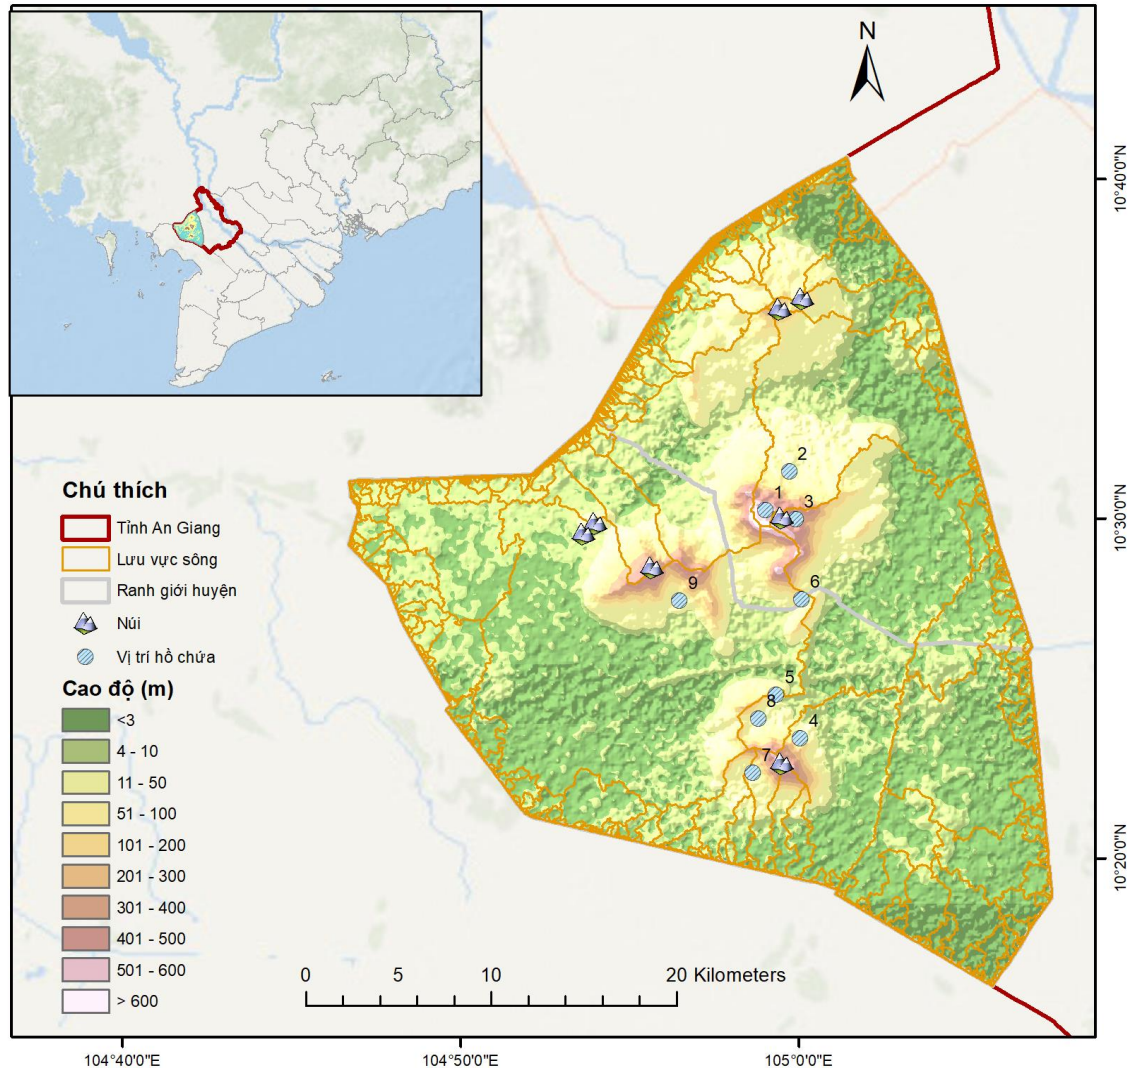 N
10°40'0"N
2
1
3
Chú thích
Tỉnh An Giang
10°30'0"N
Lưu vực sông
Ranh giới huyện
9
6
Núi
Vị trí hồ chứa
5
Cao độ (m)
8
<3
4
4 - 10
7
11 - 50
51 - 100
101 - 200
10°20'0"N
201 - 300
301 - 400
401 - 500
501 - 600
0 5 10 20 Kilometers
> 600
104°40'0"E 104°50'0"E 105°0'0"E